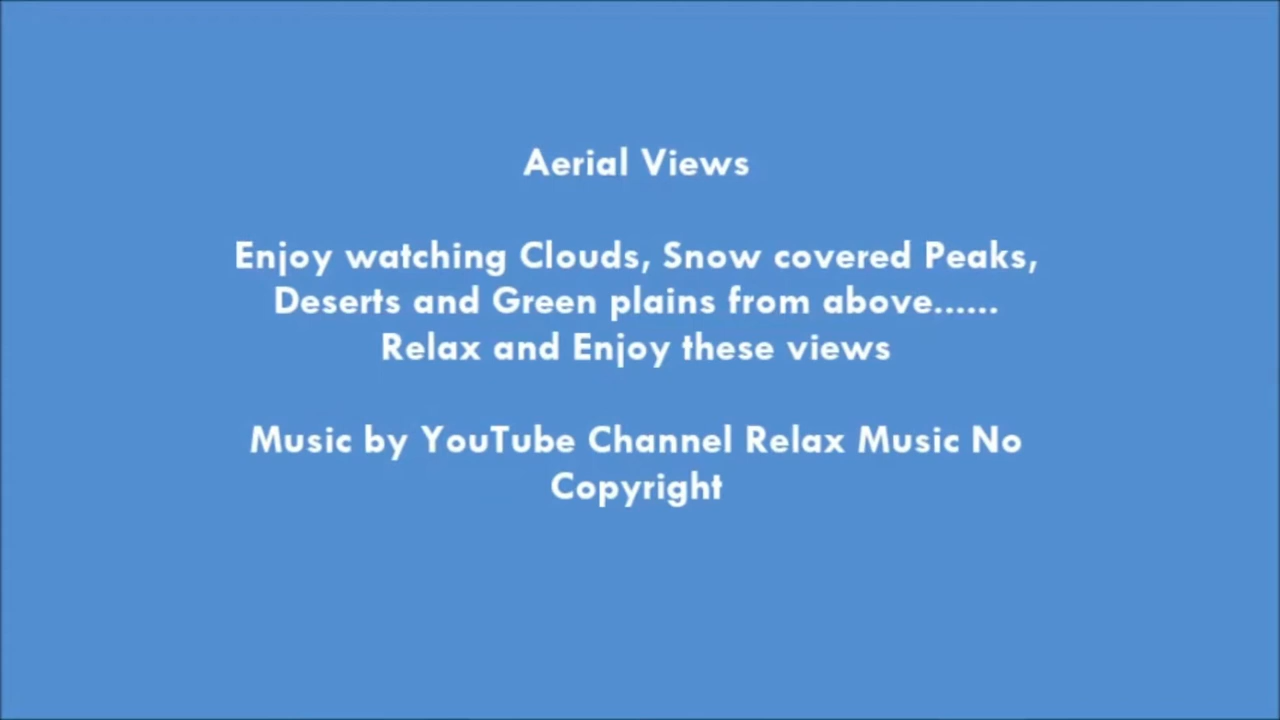 Aerial Views
Enjoy watching Clouds, Snow covered Peaks,
Deserts and Green plains from above......
Relax and Enjoy these views
Music by YouTube Channel Relax Music No
Copyright